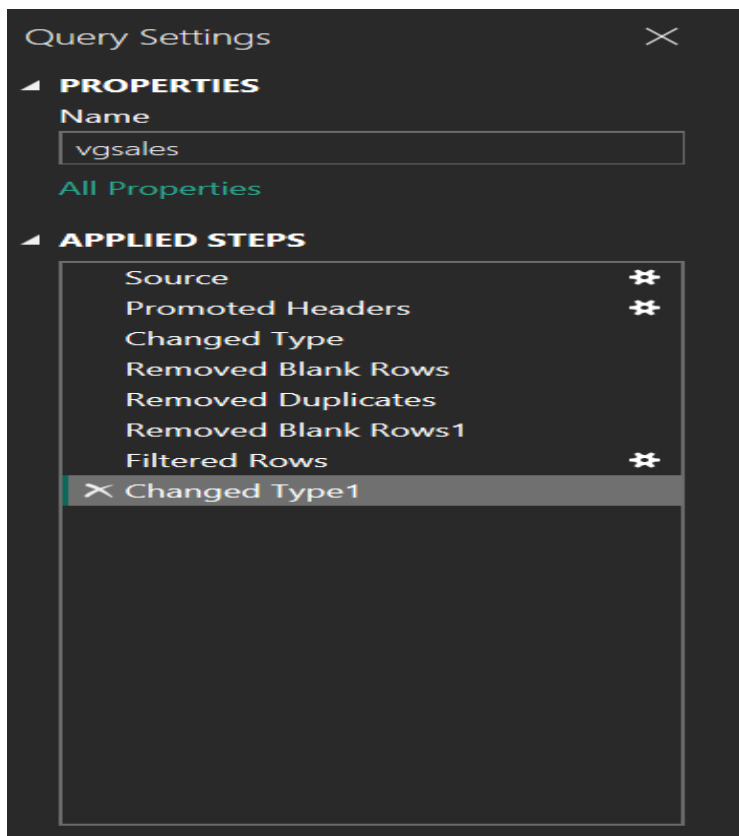 Query Settings
PROPERTIES
Name
vgsales
All Properties
APPLIED STEPS
Source
Promoted Headers
Changed Type
Removed Blank Rows
Removed Duplicates
Removed Blank Rows1
Filtered Rows
Changed Type1